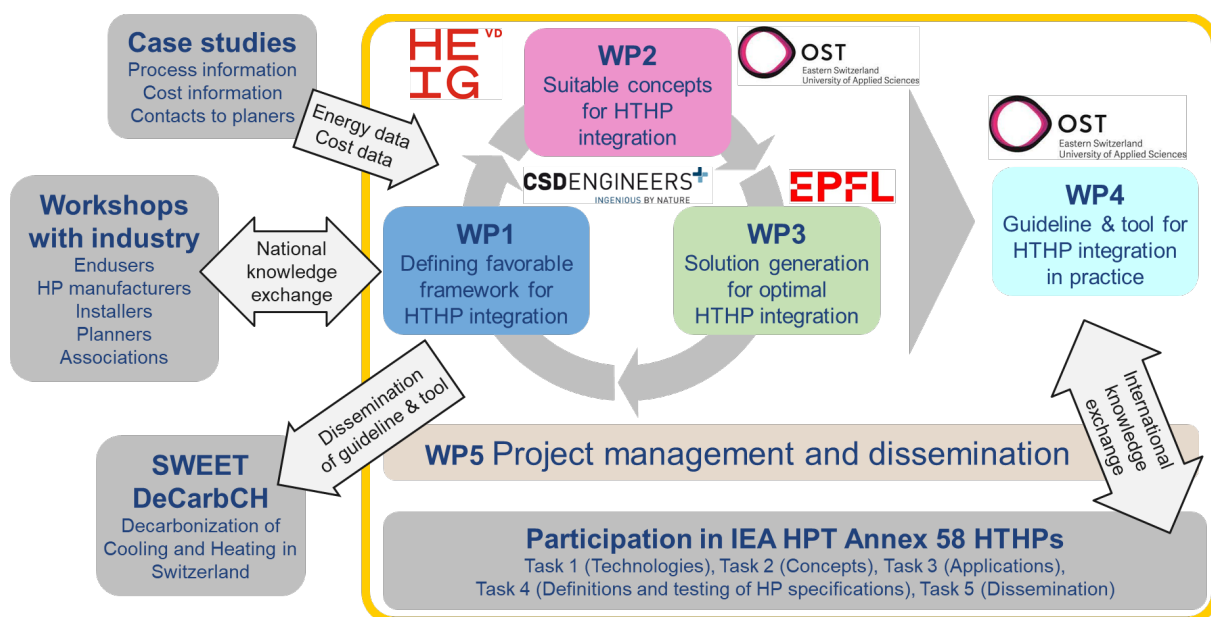 Case studies
Process information
Cost information
Contacts to planers
Energy data
Cost data
HE VD
IG
WP2
Suitable concepts
for HTHP
integration
OST
Eastern Switzerland
University of Applied Sciences
OST
Eastern Switzerland
University of Applied Sciences
CSDENGINEERS+
INGENIOUS BY NATURE
EPFL
Workshops
with industry
Endusers
HP manufacturers
Installers
Planners
Associations
National
knowledge
exchange
WP1
Defining favorable
framework for
HTHP integration
WP3
Solution generation
for optimal
HTHP integration
WP4
Guideline & tool for
HTHP integration
in practice
Dissemination
of guideline & tool
International
knowledge
exchange
SWEET
DeCarbCH
Decarbonization of
Cooling and Heating in
Switzerland
WP5 Project management and dissemination
Participation in IEA HPT Annex 58 HTHPs
Task 1 (Technologies), Task 2 (Concepts), Task 3 (Applications),
Task 4 (Definitions and testing of HP specifications), Task 5 (Dissemination)